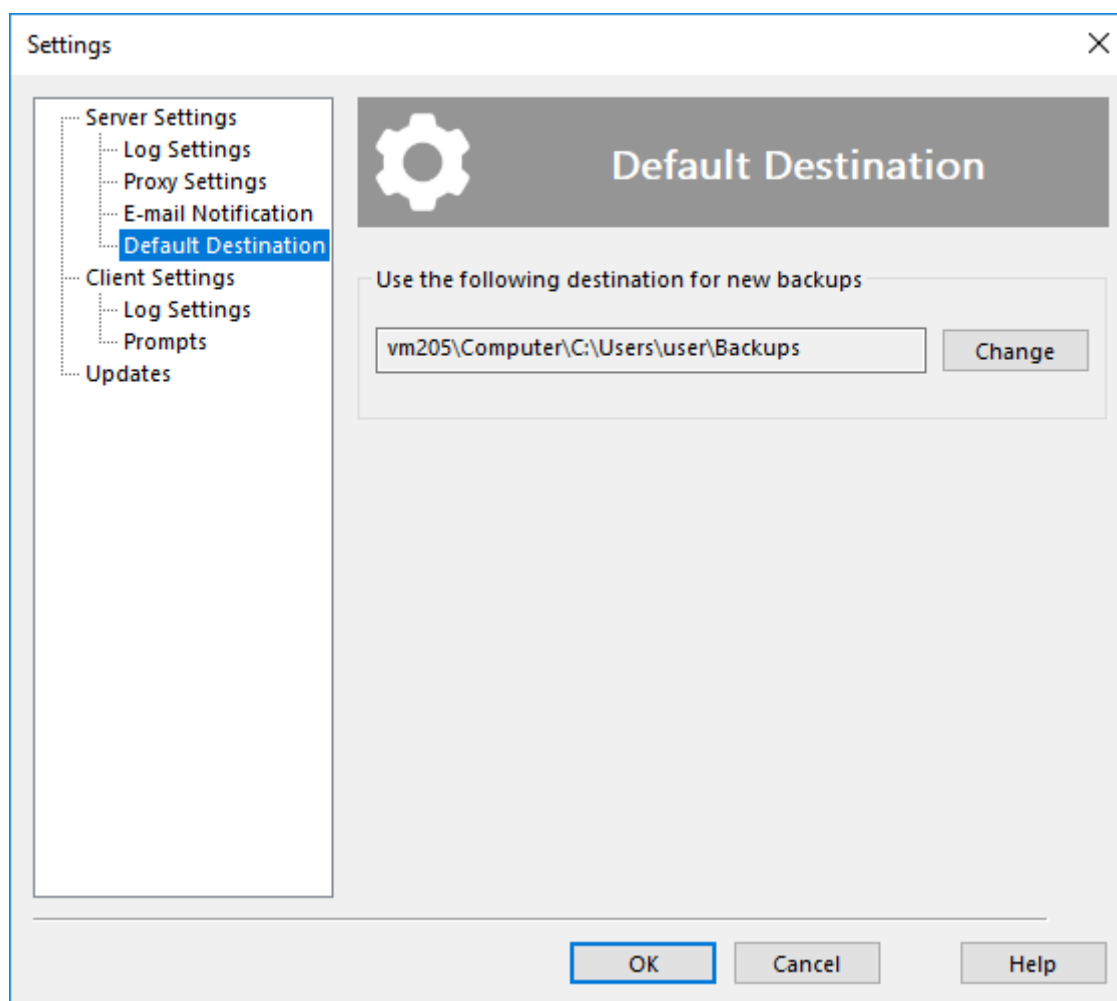 Settings
Server Settings
Log Settings
Proxy Settings
E-mail Notification
Default Destination
Client Settings
Log Settings
Prompts
Updates
Default Destination
Use the following destination for new backups
vm205\Computer\C:\Users\user\Backups
Change
OK
Cancel
Help